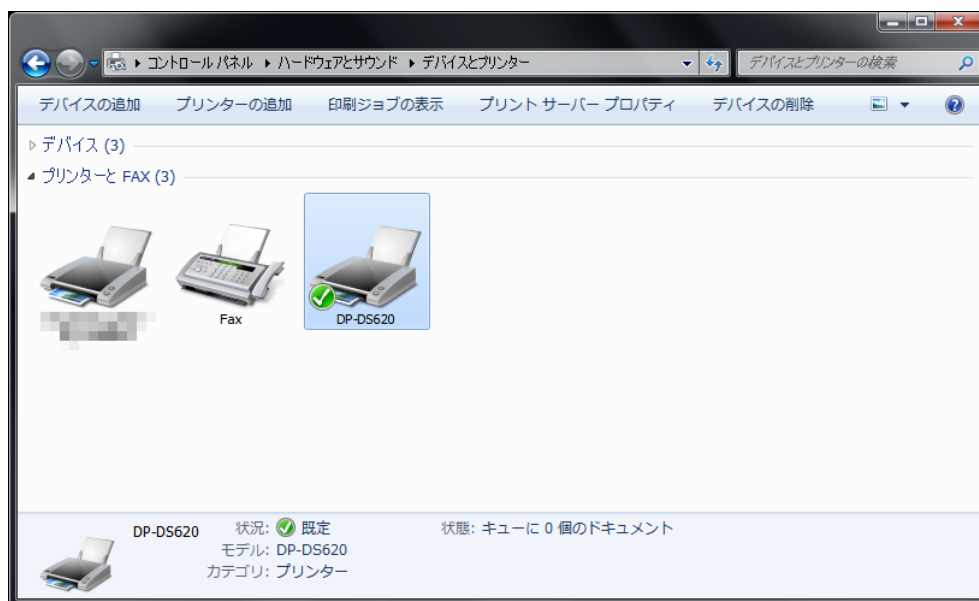 コントロール パネル ▸ ハードウェアとサウンド ▸ デバイスとプリンター
デバイスとプリンターの検索
デバイスの追加 プリンターの追加 印刷ジョブの表示 プリント サーバー プロパティ デバイスの削除
デバイス (3)
プリンターと FAX (3)
Fax
DP-DS620
DP-DS620 状況: 既定 状態: キューに 0 個のドキュメント
モデル: DP-DS620
カテゴリ: プリンター